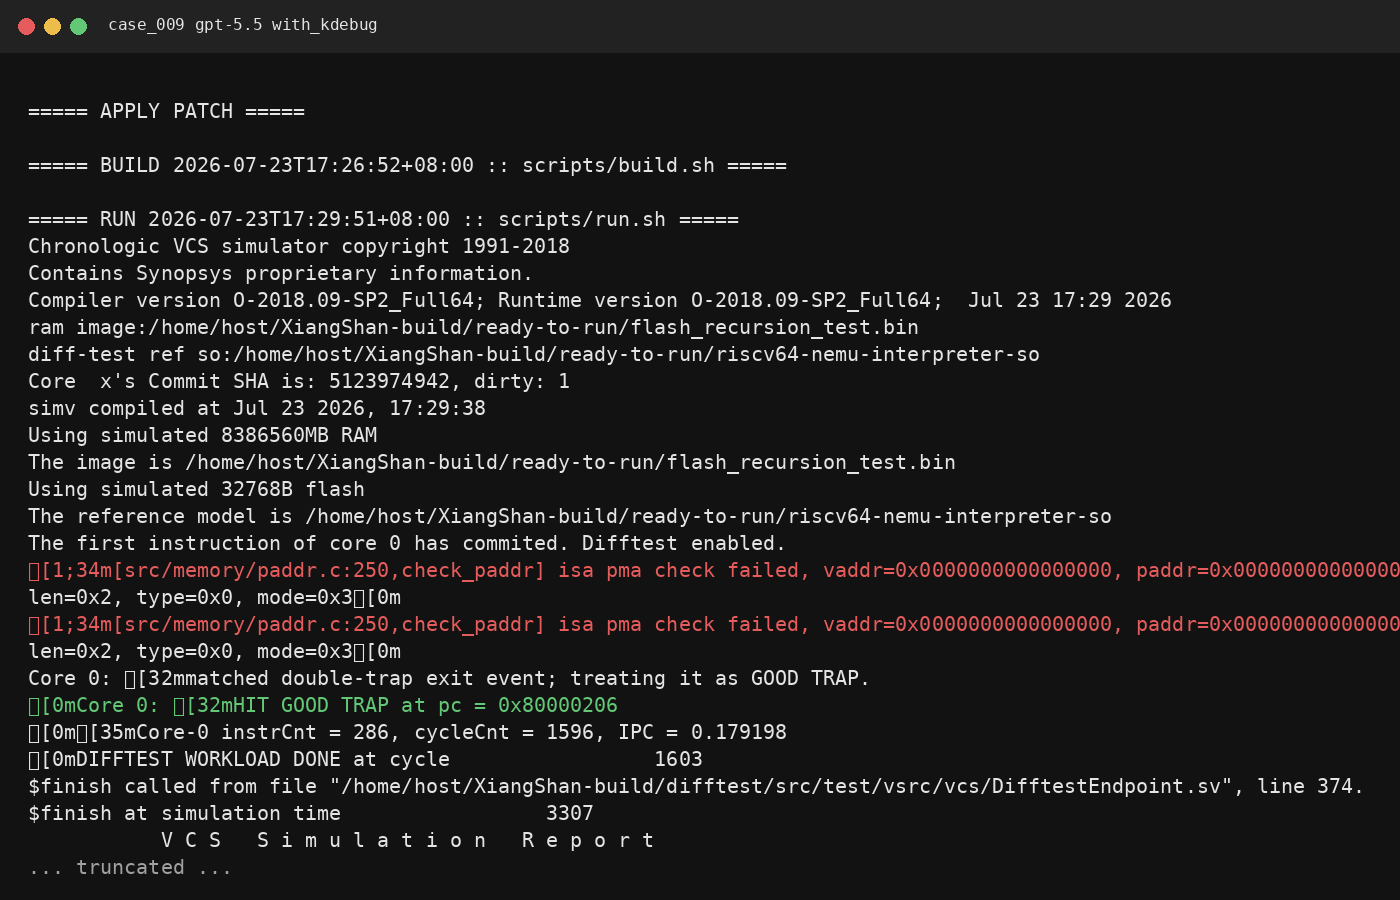 case_009 gpt-5.5 with_kdebug
===== APPLY PATCH =====
===== BUILD 2026-07-23T17:26:52+08:00 :: scripts/build.sh =====
===== RUN 2026-07-23T17:29:51+08:00 :: scripts/run.sh =====
Chronologic VCS simulator copyright 1991-2018
Contains Synopsys proprietary information.
Compiler version O-2018.09-SP2_Full64; Runtime version O-2018.09-SP2_Full64;  Jul 23 17:29 2026
ram image:/home/host/XiangShan-build/ready-to-run/flash_recursion_test.bin
diff-test ref so:/home/host/XiangShan-build/ready-to-run/riscv64-nemu-interpreter-so
Core  x's Commit SHA is: 5123974942, dirty: 1
simv compiled at Jul 23 2026, 17:29:38
Using simulated 8386560MB RAM
The image is /home/host/XiangShan-build/ready-to-run/flash_recursion_test.bin
Using simulated 32768B flash
The reference model is /home/host/XiangShan-build/ready-to-run/riscv64-nemu-interpreter-so
The first instruction of core 0 has commited. Difftest enabled.
▯[1;34m[src/memory/paddr.c:250,check_paddr] isa pma check failed, vaddr=0x0000000000000000, paddr=0x00000000000000
len=0x2, type=0x0, mode=0x3▯[0m
▯[1;34m[src/memory/paddr.c:250,check_paddr] isa pma check failed, vaddr=0x0000000000000000, paddr=0x00000000000000
len=0x2, type=0x0, mode=0x3▯[0m
Core 0: ▯[32mmatched double-trap exit event; treating it as GOOD TRAP.
▯[0mCore 0: ▯[32mHIT GOOD TRAP at pc = 0x80000206
▯[0m▯[35mCore-0 instrCnt = 286, cycleCnt = 1596, IPC = 0.179198
▯[0mDIFFTEST WORKLOAD DONE at cycle                 1603
$finish called from file "/home/host/XiangShan-build/difftest/src/test/vsrc/vcs/DifftestEndpoint.sv", line 374.
$finish at simulation time                 3307
           V C S   S i m u l a t i o n   R e p o r t
... truncated ...